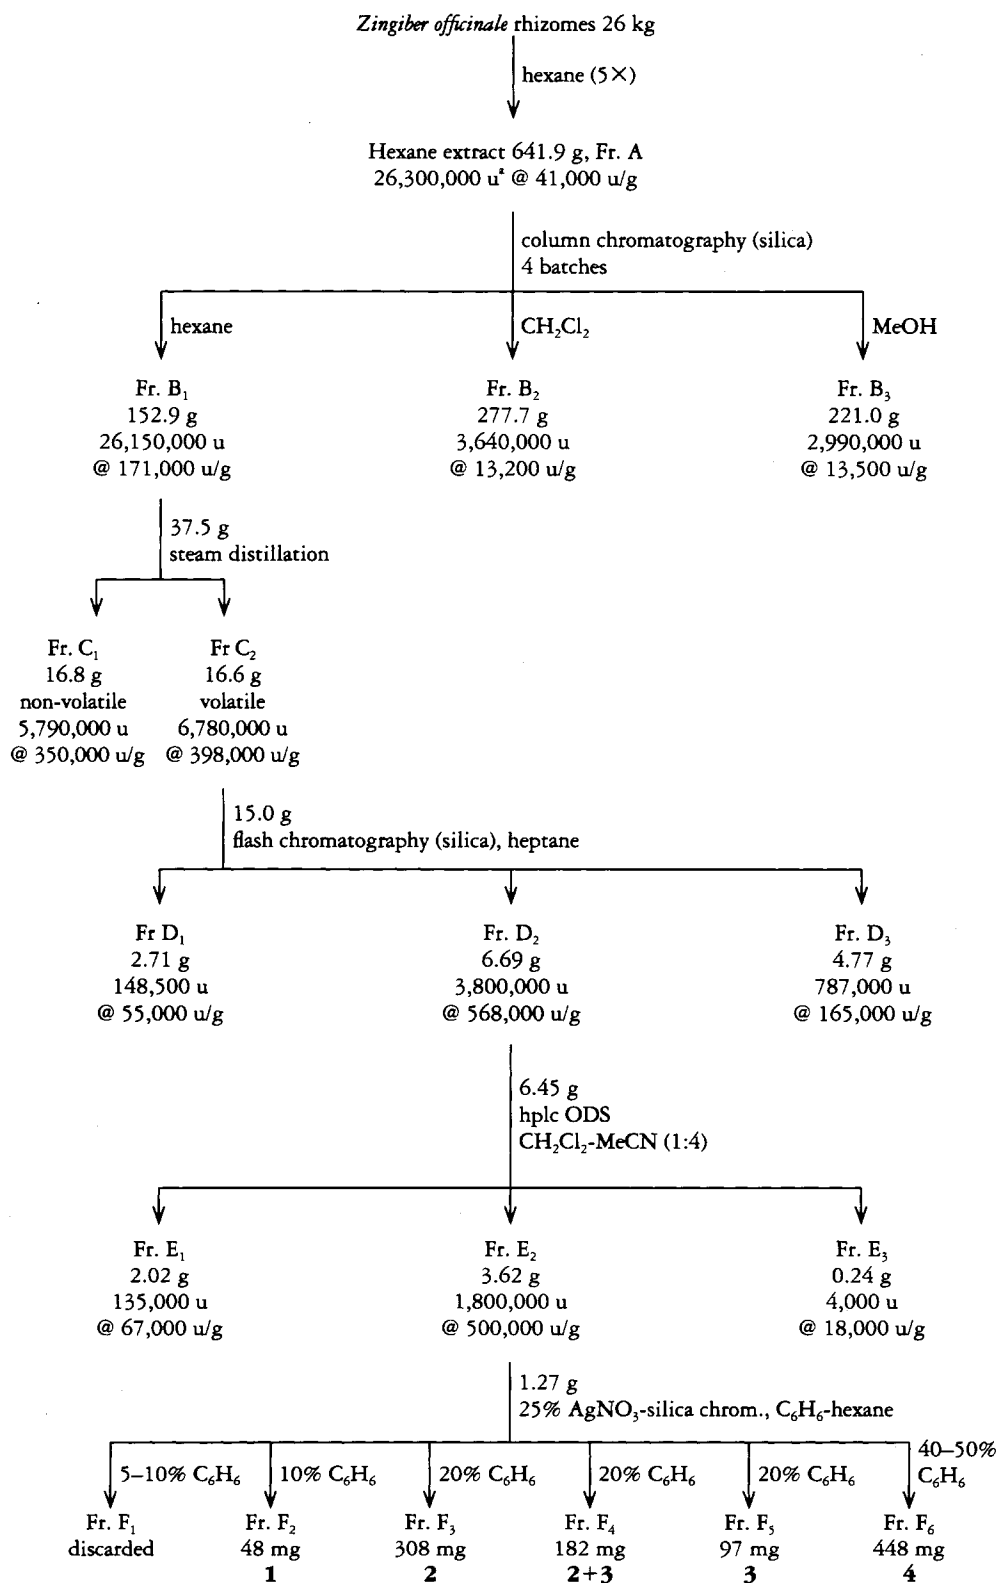 Zingiber officinale rhizomes 26 kg
hexane (5×)
Hexane extract 641.9 g, Fr. A
26,300,000 uª @ 41,000 u/g
column chromatography (silica)
4 batches
hexane
CH₂Cl₂
MeOH
Fr. B₁
152.9 g
26,150,000 u
@ 171,000 u/g
Fr. B₂
277.7 g
3,640,000 u
@ 13,200 u/g
Fr. B₃
221.0 g
2,990,000 u
@ 13,500 u/g
37.5 g
steam distillation
Fr. C₁
16.8 g
non-volatile
5,790,000 u
@ 350,000 u/g
Fr C₂
16.6 g
volatile
6,780,000 u
@ 398,000 u/g
15.0 g
flash chromatography (silica), heptane
Fr D₁
2.71 g
148,500 u
@ 55,000 u/g
Fr. D₂
6.69 g
3,800,000 u
@ 568,000 u/g
Fr. D₃
4.77 g
787,000 u
@ 165,000 u/g
6.45 g
hplc ODS
CH₂Cl₂-MeCN (1:4)
Fr. E₁
2.02 g
135,000 u
@ 67,000 u/g
Fr. E₂
3.62 g
1,800,000 u
@ 500,000 u/g
Fr. E₃
0.24 g
4,000 u
@ 18,000 u/g
1.27 g
25% AgNO₃-silica chrom., C₆H₆-hexane
5–10% C₆H₆
10% C₆H₆
20% C₆H₆
20% C₆H₆
20% C₆H₆
40–50%
C₆H₆
Fr. F₁
discarded
Fr. F₂
48 mg
1
Fr. F₃
308 mg
2
Fr. F₄
182 mg
2+3
Fr. F₅
97 mg
3
Fr. F₆
448 mg
4